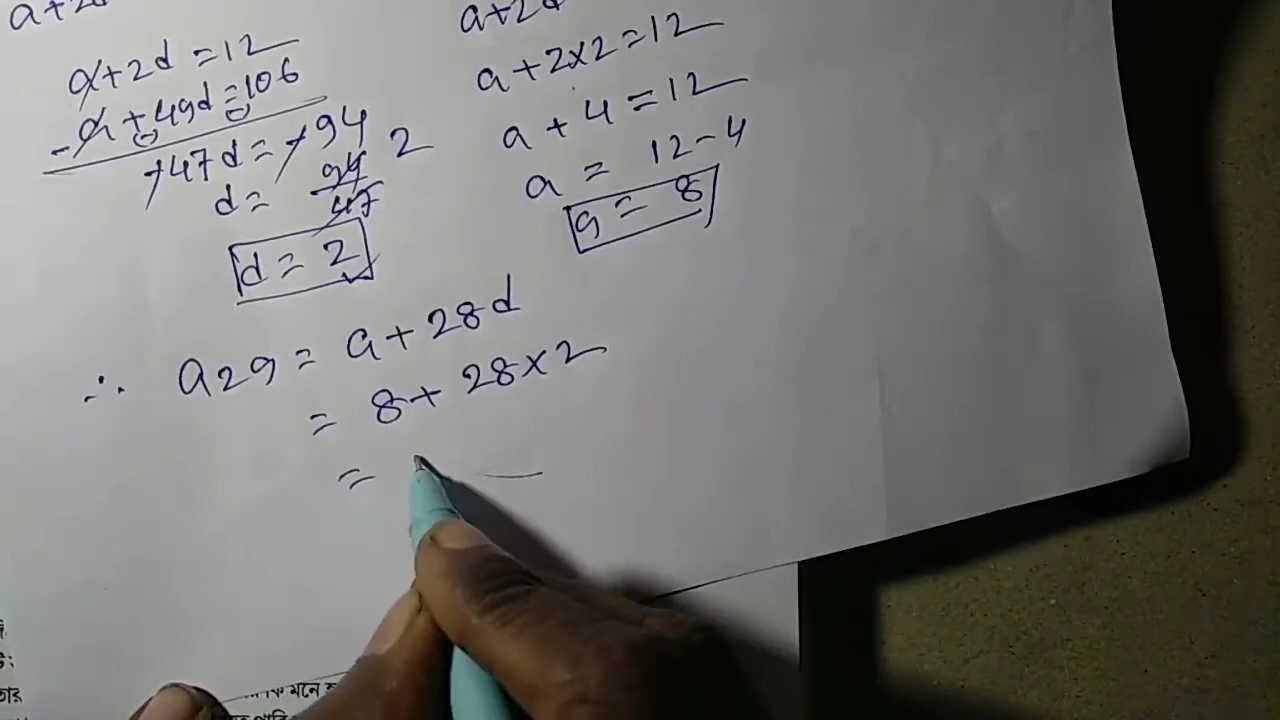 a+2d
a+2d = 12
a+49d = 106
-47d = -94
d = 94/47 2
d = 2
a+2d
a+2×2 = 12
a + 4 = 12
a = 12-4
a = 8
∴ a29 = a+28d
= 8+ 28×2
=